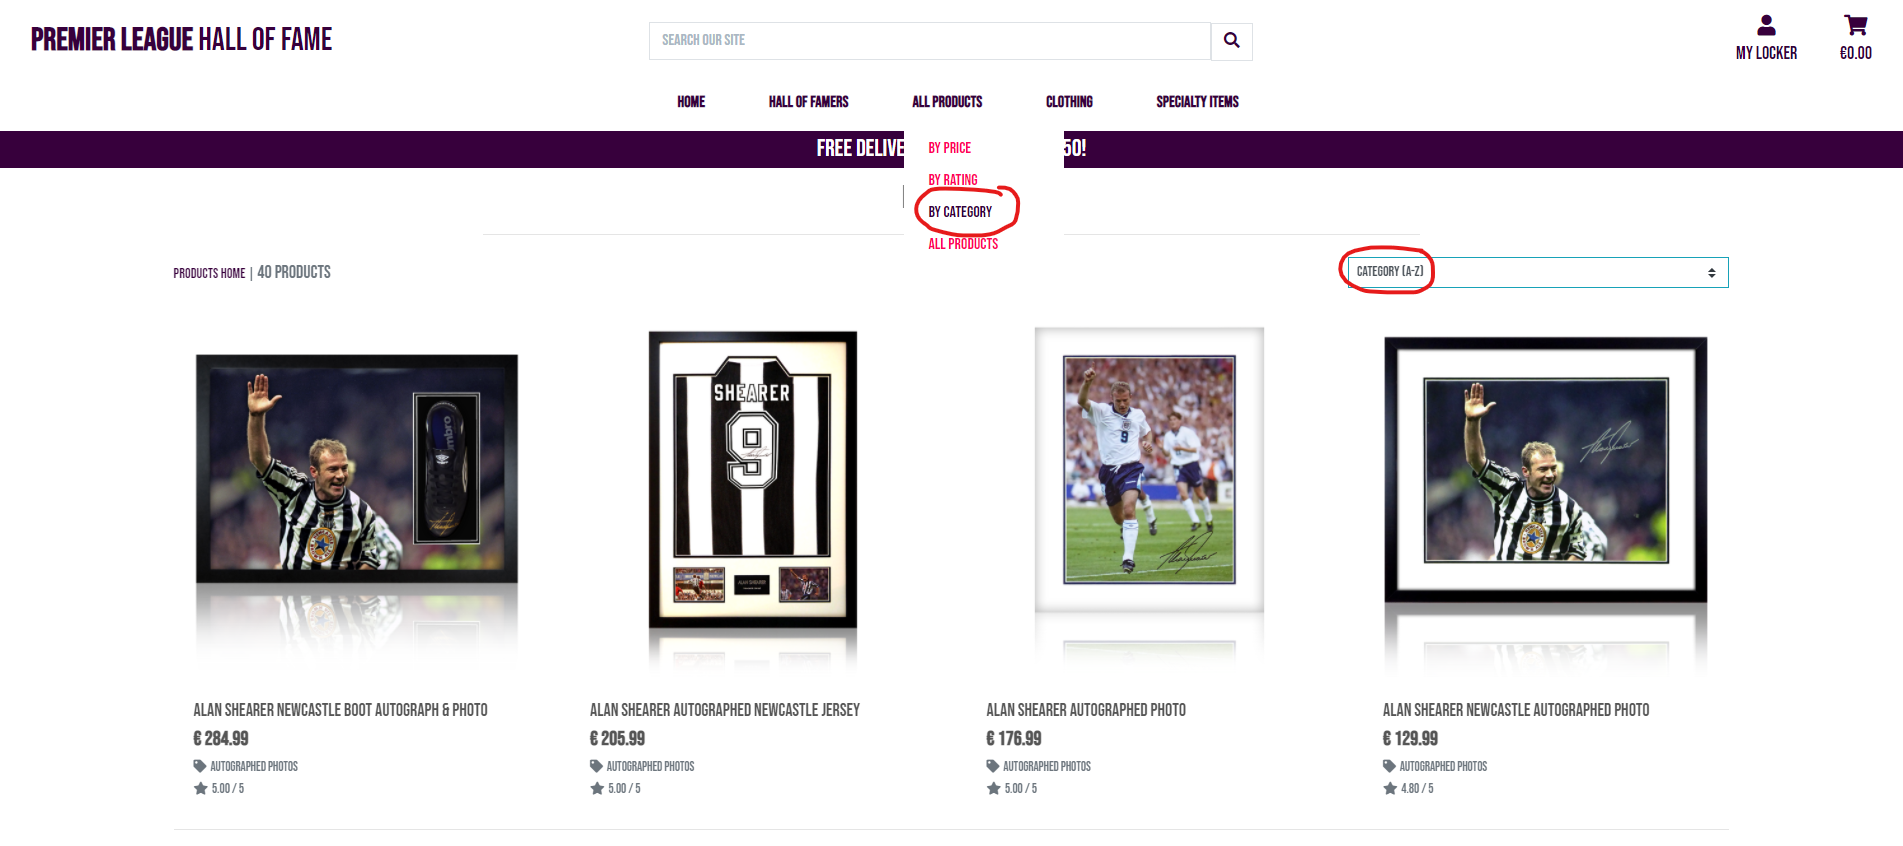 PREMIER LEAGUE HALL OF FAME
SEARCH OUR SITE
MY LOCKER
€0.00
HOME
HALL OF FAMERS
ALL PRODUCTS
CLOTHING
SPECIALTY ITEMS
FREE DELIVE
50!
BY PRICE
BY RATING
BY CATEGORY
ALL PRODUCTS
PRODUCTS HOME | 40 PRODUCTS
CATEGORY (A-Z)
SHEARER
9
umbro
ALAN SHEARER
9
ALAN SHEARER NEWCASTLE BOOT AUTOGRAPH & PHOTO
€ 284.99
AUTOGRAPHED PHOTOS
5.00 / 5
ALAN SHEARER AUTOGRAPHED NEWCASTLE JERSEY
€ 205.99
AUTOGRAPHED PHOTOS
5.00 / 5
ALAN SHEARER AUTOGRAPHED PHOTO
€ 176.99
AUTOGRAPHED PHOTOS
5.00 / 5
ALAN SHEARER NEWCASTLE AUTOGRAPHED PHOTO
€ 129.99
AUTOGRAPHED PHOTOS
4.80 / 5